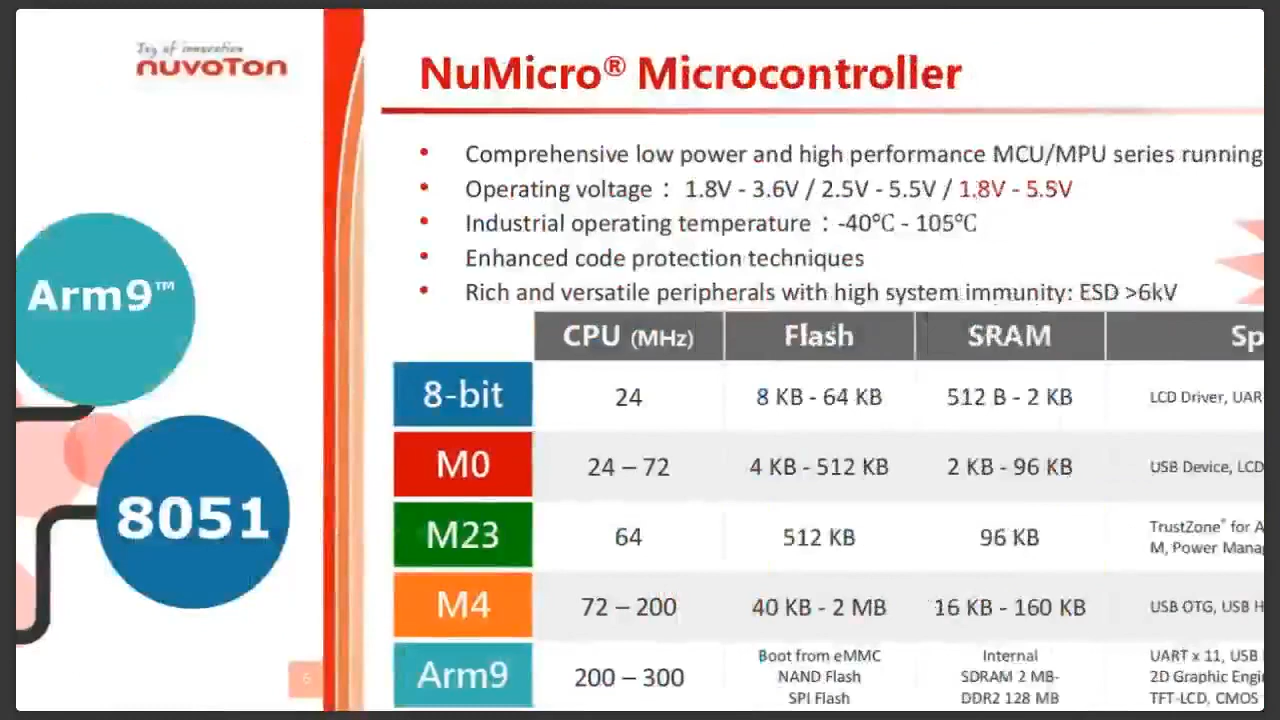 Joy of innovation
nuvoTon
Arm9™
8051
6
NuMicro® Microcontroller
• Comprehensive low power and high performance MCU/MPU series running
• Operating voltage： 1.8V - 3.6V / 2.5V - 5.5V / 1.8V - 5.5V
• Industrial operating temperature：-40℃ - 105℃
• Enhanced code protection techniques
• Rich and versatile peripherals with high system immunity: ESD >6kV
CPU (MHz) Flash SRAM Sp
8-bit 24 8 KB - 64 KB 512 B - 2 KB LCD Driver, UAR
M0 24 – 72 4 KB - 512 KB 2 KB - 96 KB USB Device, LCD
M23 64 512 KB 96 KB TrustZone® for A
M, Power Manag
M4 72 – 200 40 KB - 2 MB 16 KB - 160 KB USB OTG, USB H
Arm9 200 – 300 Boot from eMMC Internal UART x 11, USB
NAND Flash SDRAM 2 MB- 2D Graphic Engi
SPI Flash DDR2 128 MB TFT-LCD, CMOS